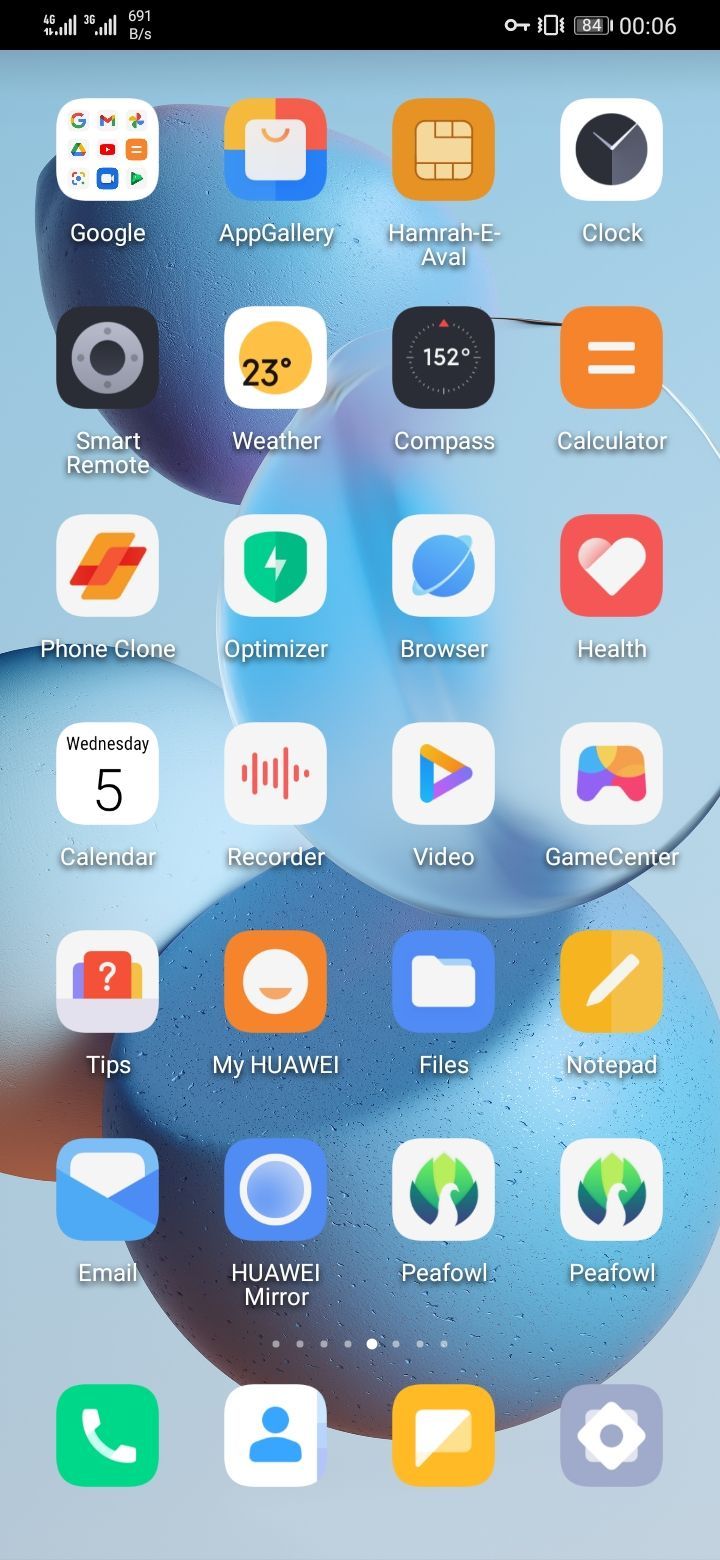 4G 3G 691 B/s 84 00:06
Google AppGallery Hamrah-E-Aval Clock
23° 152°
Smart Remote Weather Compass Calculator
Phone Clone Optimizer Browser Health
Wednesday
5
Calendar Recorder Video GameCenter
?
Tips My HUAWEI Files Notepad
Email HUAWEI Mirror Peafowl Peafowl